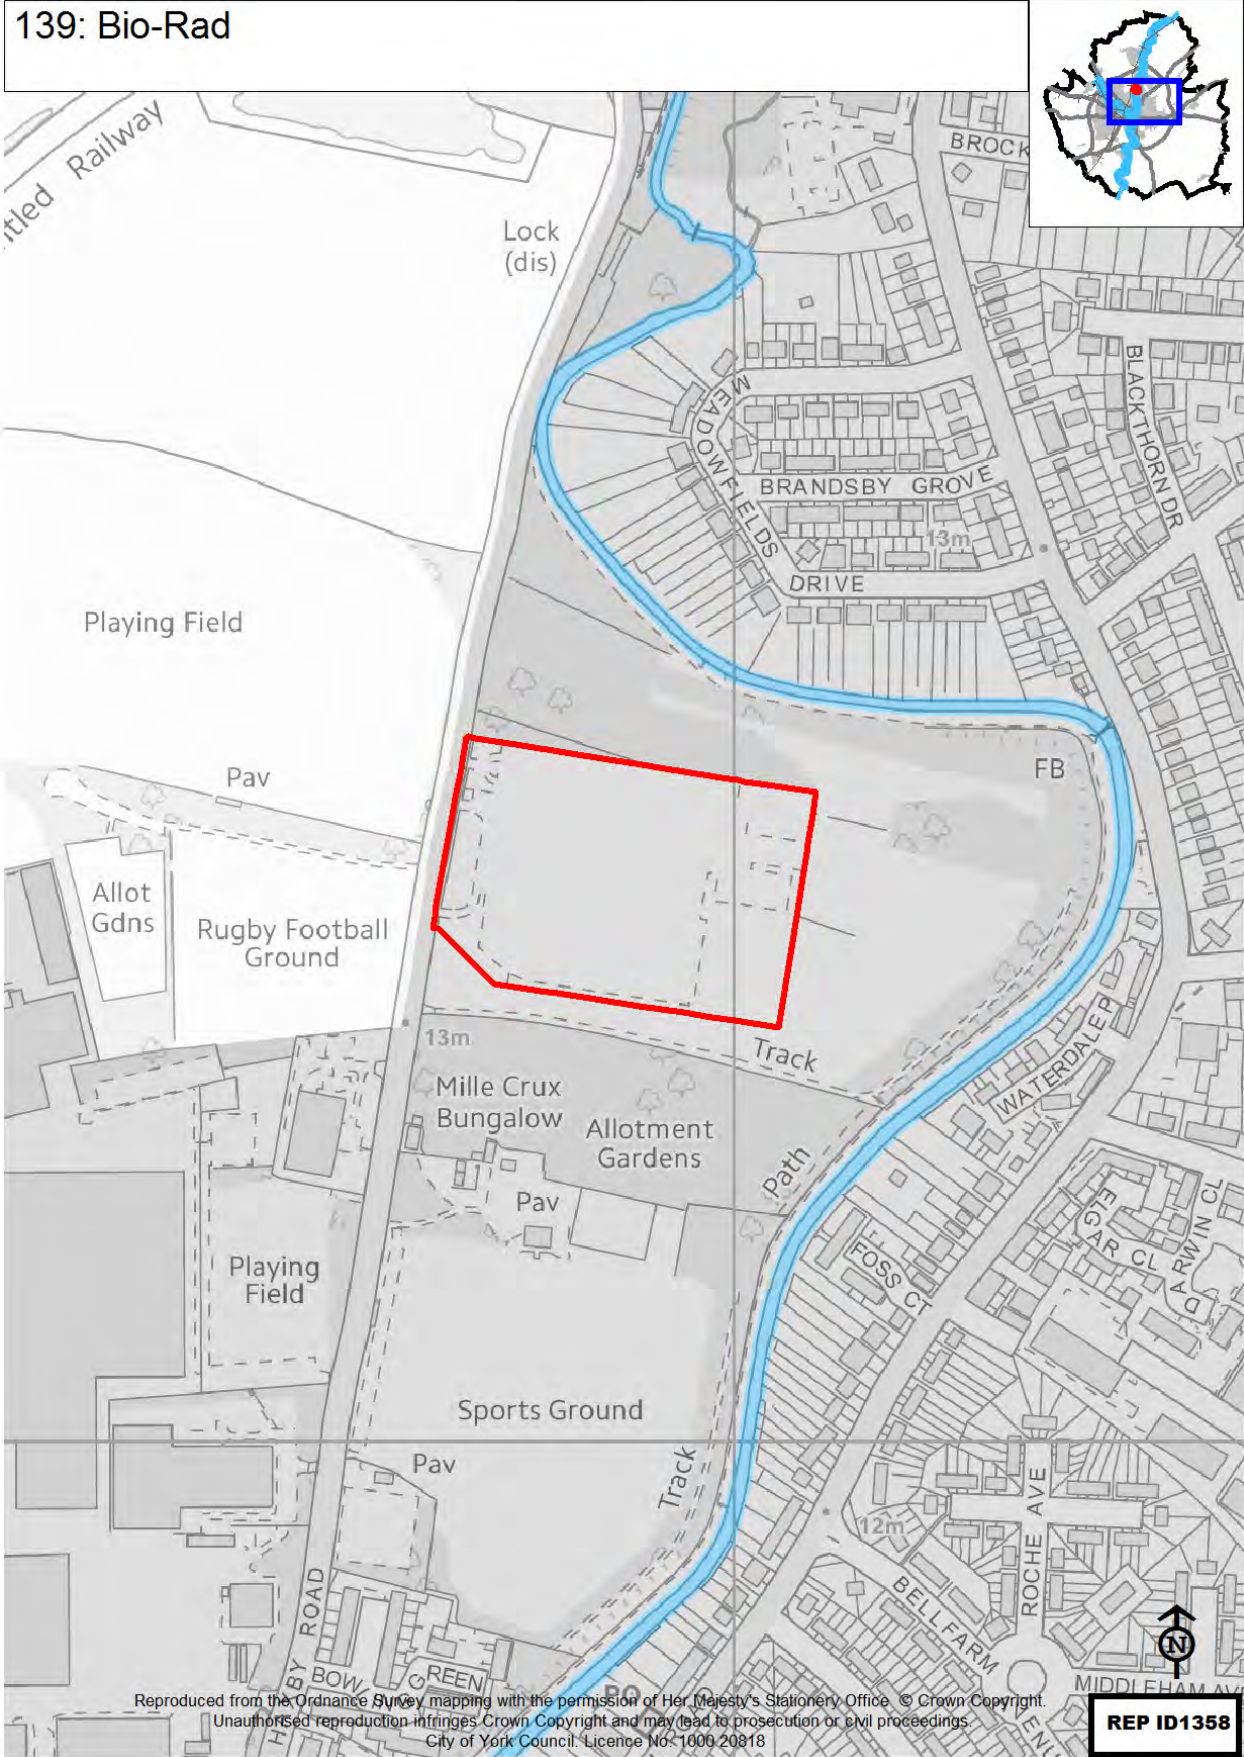 139: Bio-Rad
Railway
BROCK
Lock
(dis)
BLACKTHORN DR
MEADOWFIELDS
BRANDSBY GROVE
13m
DRIVE
Playing Field
FB
Pav
Allot
Gdns
Rugby Football
Ground
13m
Track
WATERDALE P
Mille Crux
Bungalow
Allotment
Gardens
Path
Pav
ELGAR CL
DARWIN CL
FOSS CT
Playing
Field
Sports Ground
Pav
Track
12m
ROCHE AVE
BELL FARM
ROAD
REEN
MIDDLEHAM AV
Reproduced from the Ordnance Survey mapping with the permission of Her Majesty's Stationery Office © Crown Copyright.
Unauthorised reproduction infringes Crown Copyright and may lead to prosecution or civil proceedings.
City of York Council. Licence No. 1000 20818
N
REP ID1358